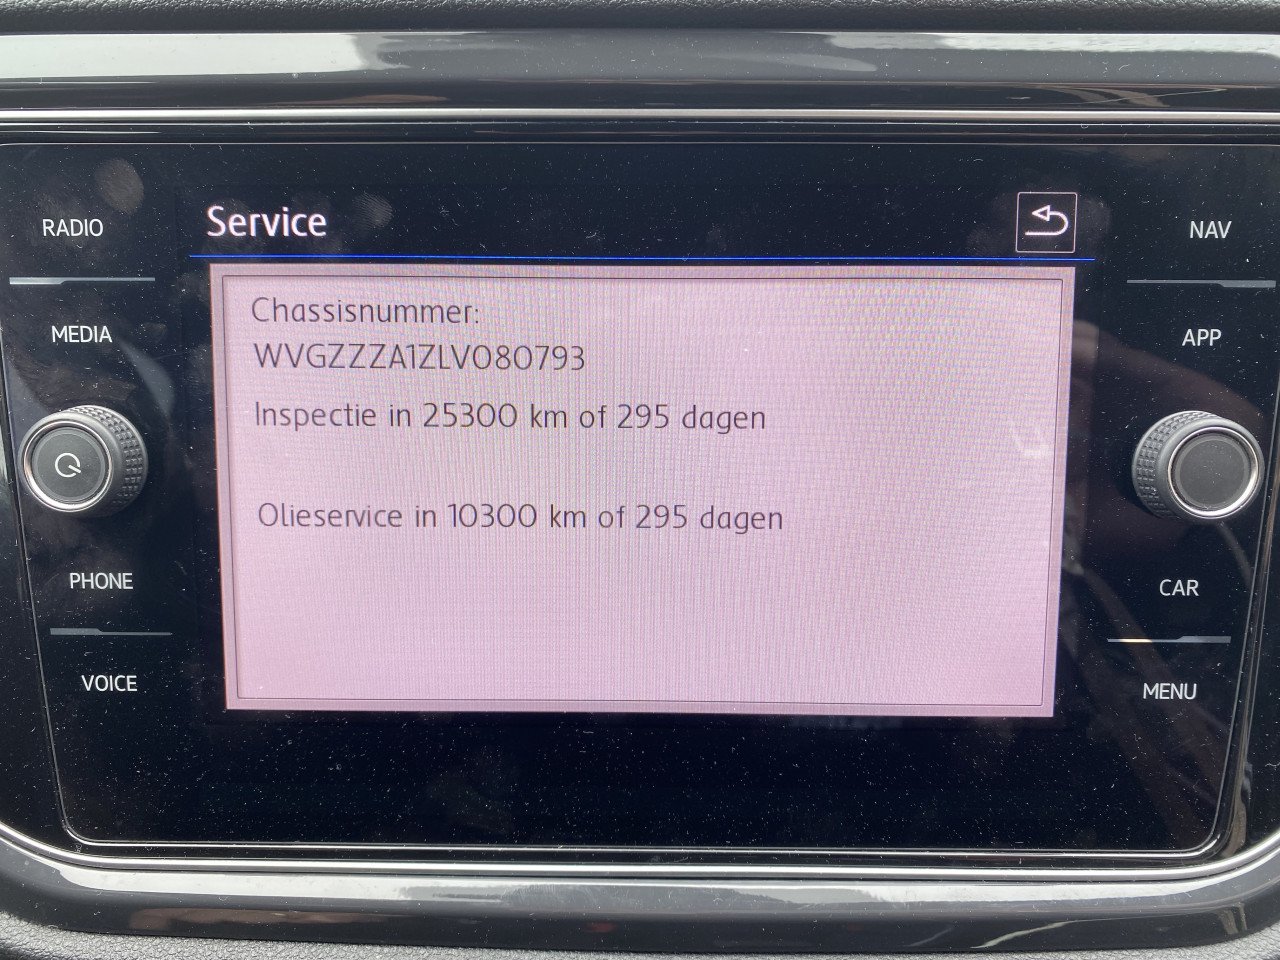 RADIO
Service
NAV
MEDIA
Chassisnummer:
APP
WVGZZZA1ZLV080793
Inspectie in 25300 km of 295 dagen
Olieservice in 10300 km of 295 dagen
PHONE
CAR
VOICE
MENU